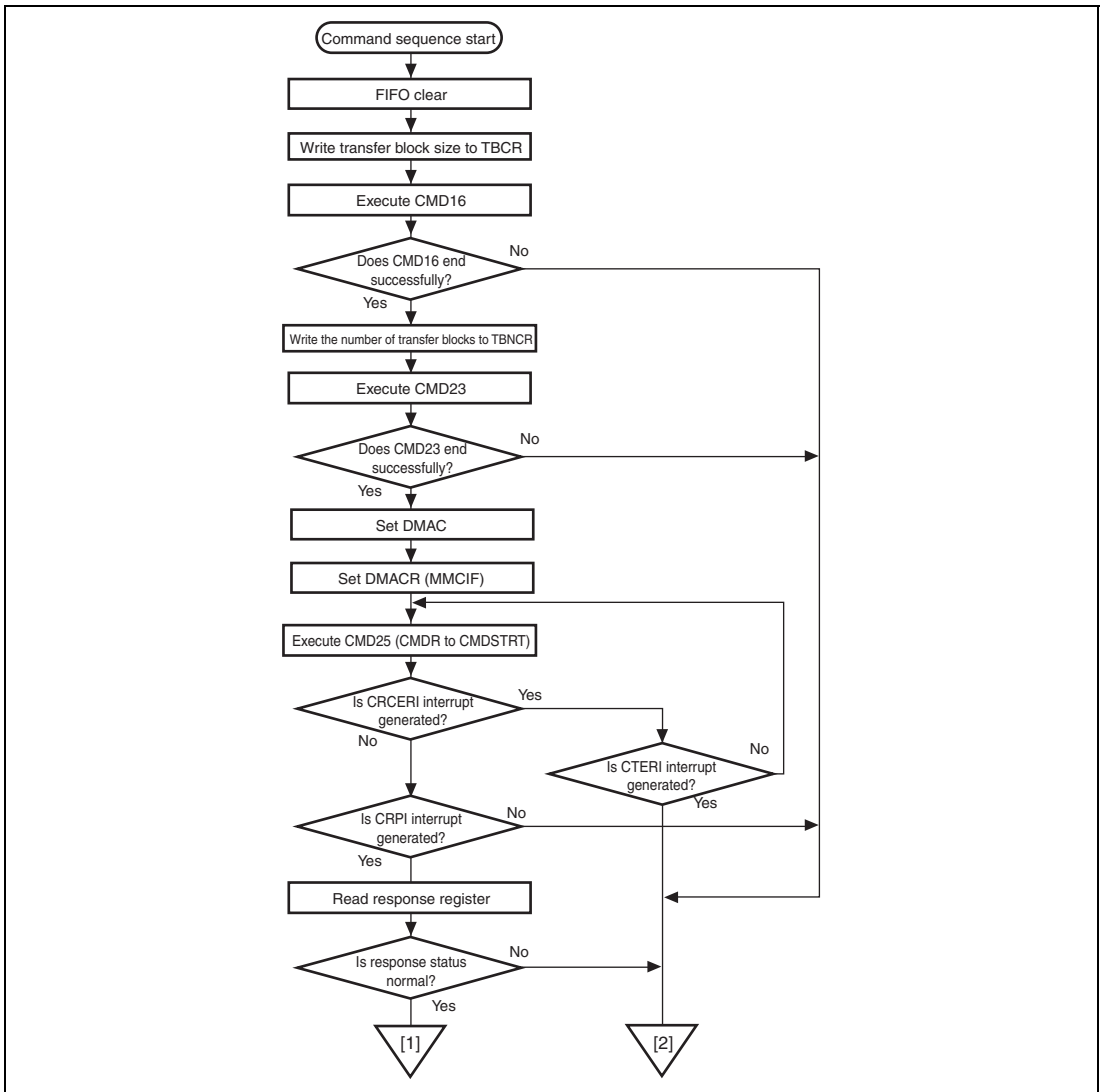 Command sequence start
FIFO clear
Write transfer block size to TBCR
Execute CMD16
No
Does CMD16 end
successfully?
Yes
Write the number of transfer blocks to TBNCR
Execute CMD23
No
Does CMD23 end
successfully?
Yes
Set DMAC
Set DMACR (MMCIF)
Execute CMD25 (CMDR to CMDSTRT)
Yes
Is CRCERI interrupt
generated?
No
No
Is CTERI interrupt
generated?
Yes
No
Is CRPI interrupt
generated?
Yes
Read response register
No
Is response status
normal?
Yes
[1]
[2]